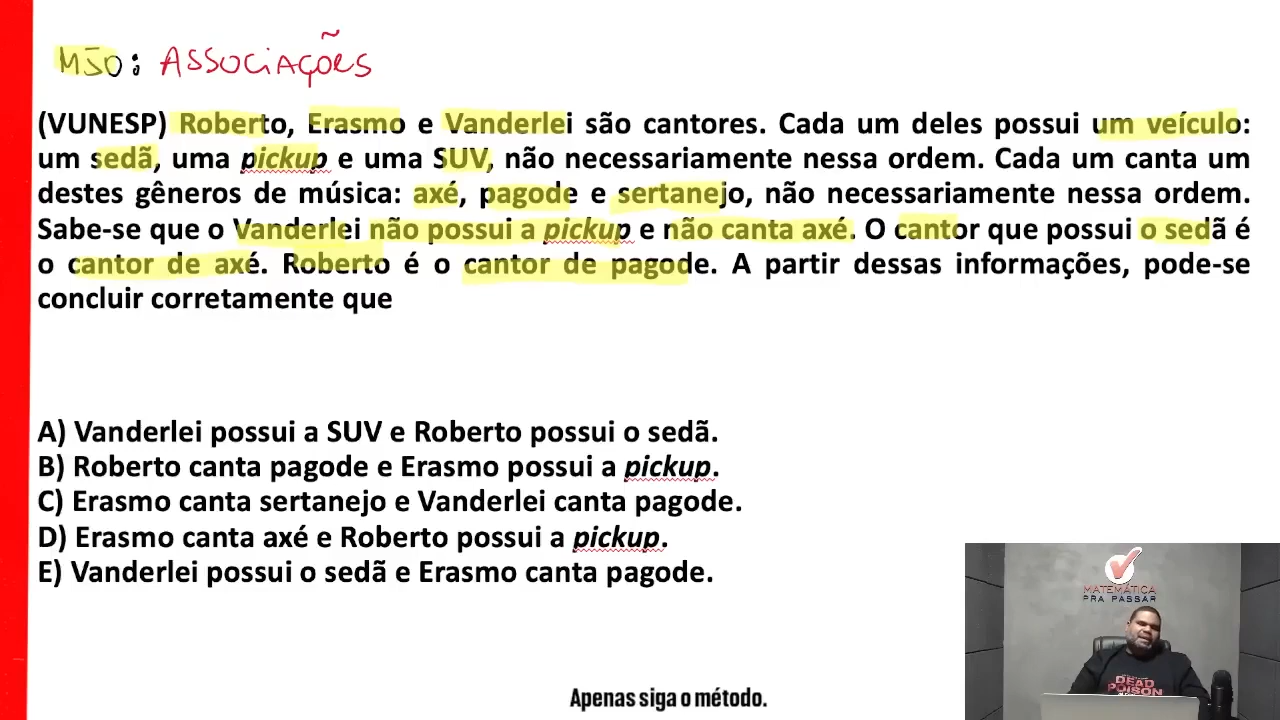 MJO: ASSOCIAÇÕES
(VUNESP) Roberto, Erasmo e Vanderlei são cantores. Cada um deles possui um veículo:
um sedã, uma pickup e uma SUV, não necessariamente nessa ordem. Cada um canta um
destes gêneros de música: axé, pagode e sertanejo, não necessariamente nessa ordem.
Sabe-se que o Vanderlei não possui a pickup e não canta axé. O cantor que possui o sedã é
o cantor de axé. Roberto é o cantor de pagode. A partir dessas informações, pode-se
concluir corretamente que
A) Vanderlei possui a SUV e Roberto possui o sedã.
B) Roberto canta pagode e Erasmo possui a pickup.
C) Erasmo canta sertanejo e Vanderlei canta pagode.
D) Erasmo canta axé e Roberto possui a pickup.
E) Vanderlei possui o sedã e Erasmo canta pagode.
MATEMÁTICA
PRA PASSAR
DEAD
POISON
Apenas siga o método.